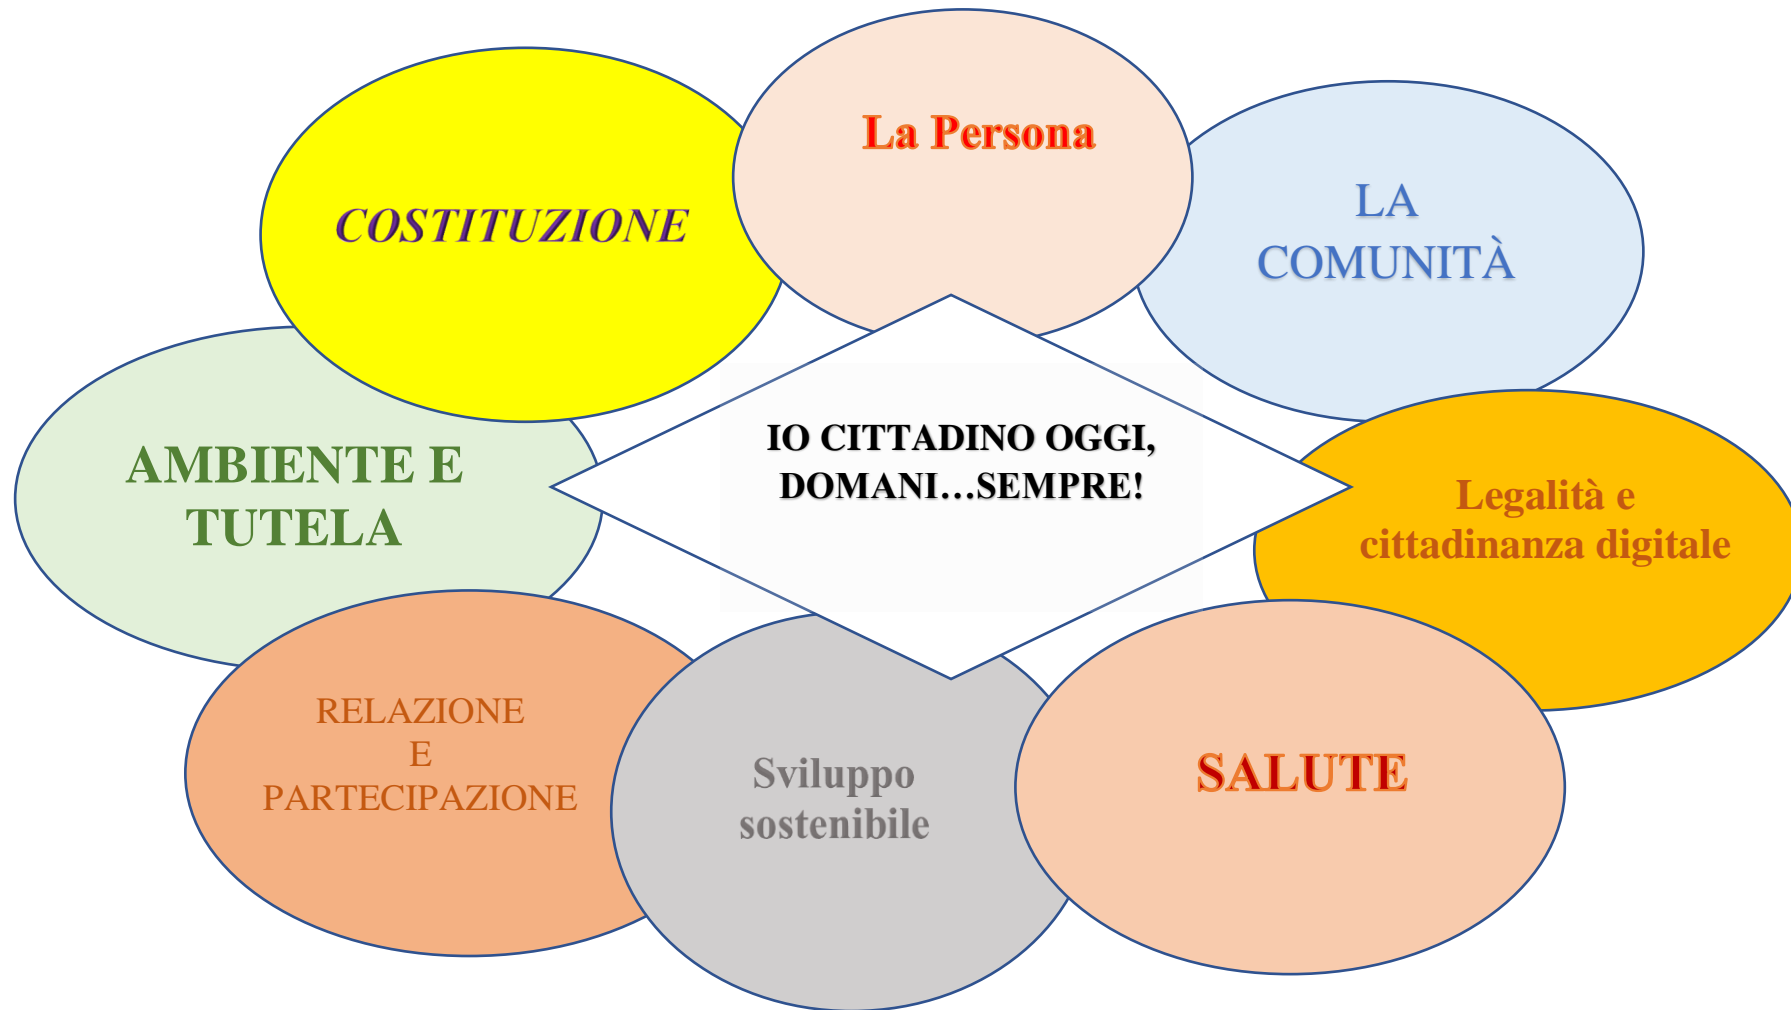 La Persona
COSTITUZIONE
LA
COMUNITÀ
IO CITTADINO OGGI,
DOMANI…SEMPRE!
AMBIENTE E
TUTELA
Legalità e
cittadinanza digitale
RELAZIONE
E
PARTECIPAZIONE
Sviluppo
sostenibile
SALUTE